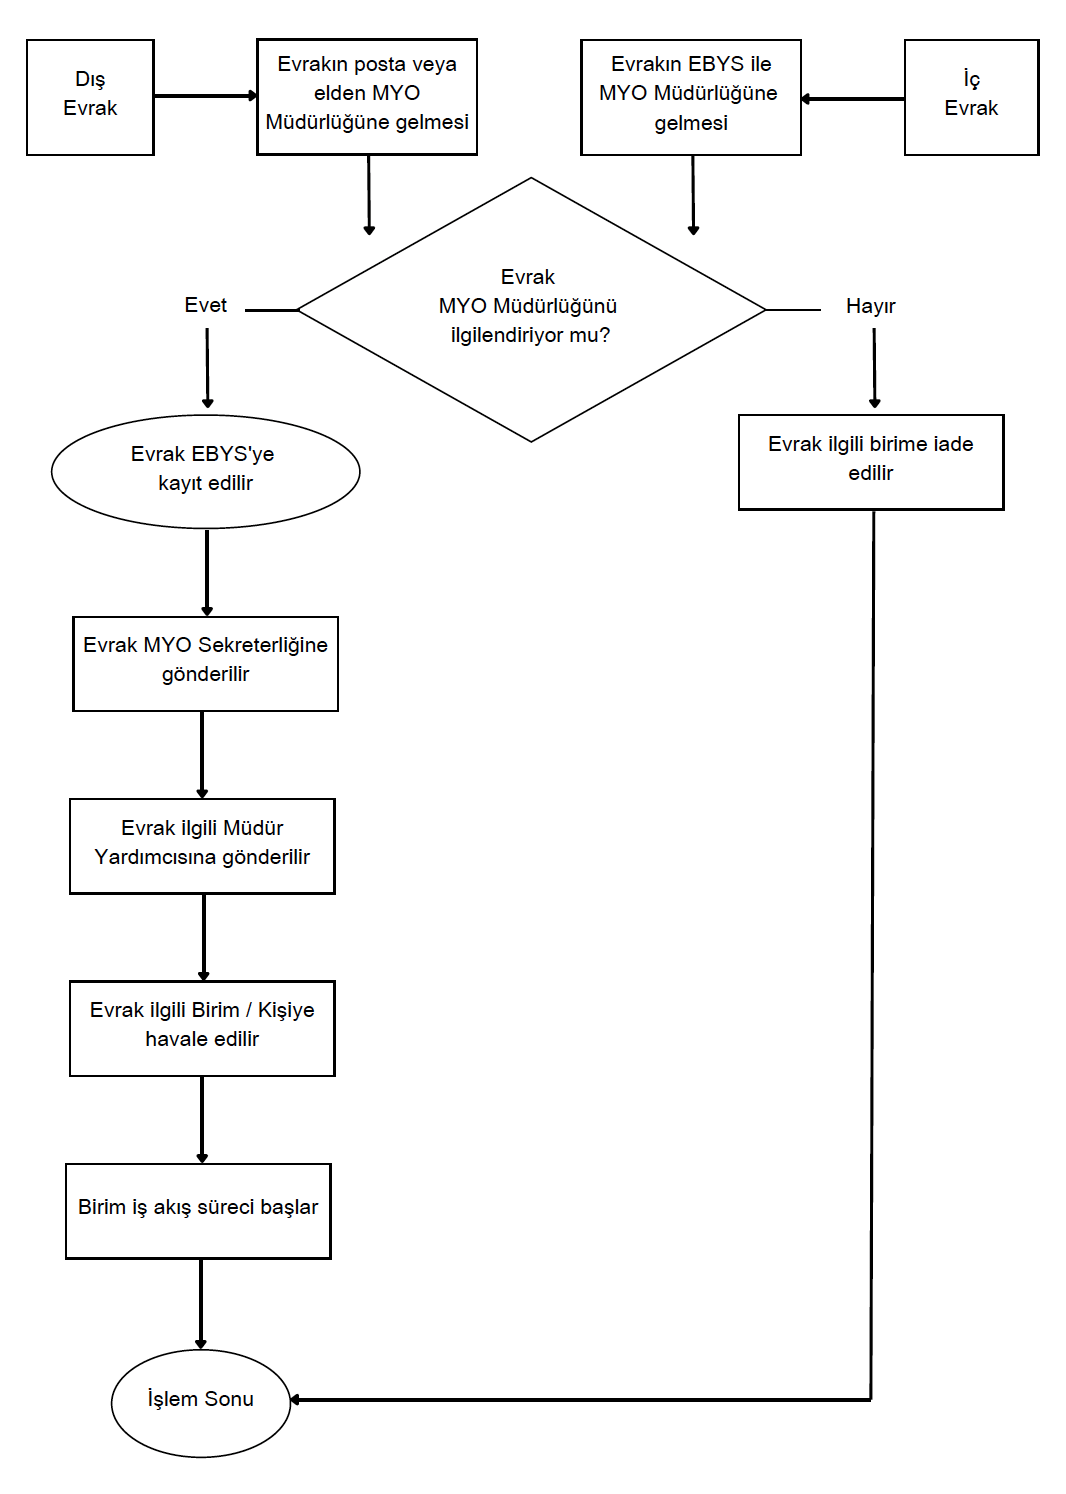 Dış
Evrak
Evrakın posta veya
elden MYO
Müdürlüğüne gelmesi
Evrakın EBYS ile
MYO Müdürlüğüne
gelmesi
İç
Evrak
Evrak
MYO Müdürlüğünü
ilgilendiriyor mu?
Evet
Hayır
Evrak EBYS'ye
kayıt edilir
Evrak ilgili birime iade
edilir
Evrak MYO Sekreterliğine
gönderilir
Evrak ilgili Müdür
Yardımcısına gönderilir
Evrak ilgili Birim / Kişiye
havale edilir
Birim iş akış süreci başlar
İşlem Sonu